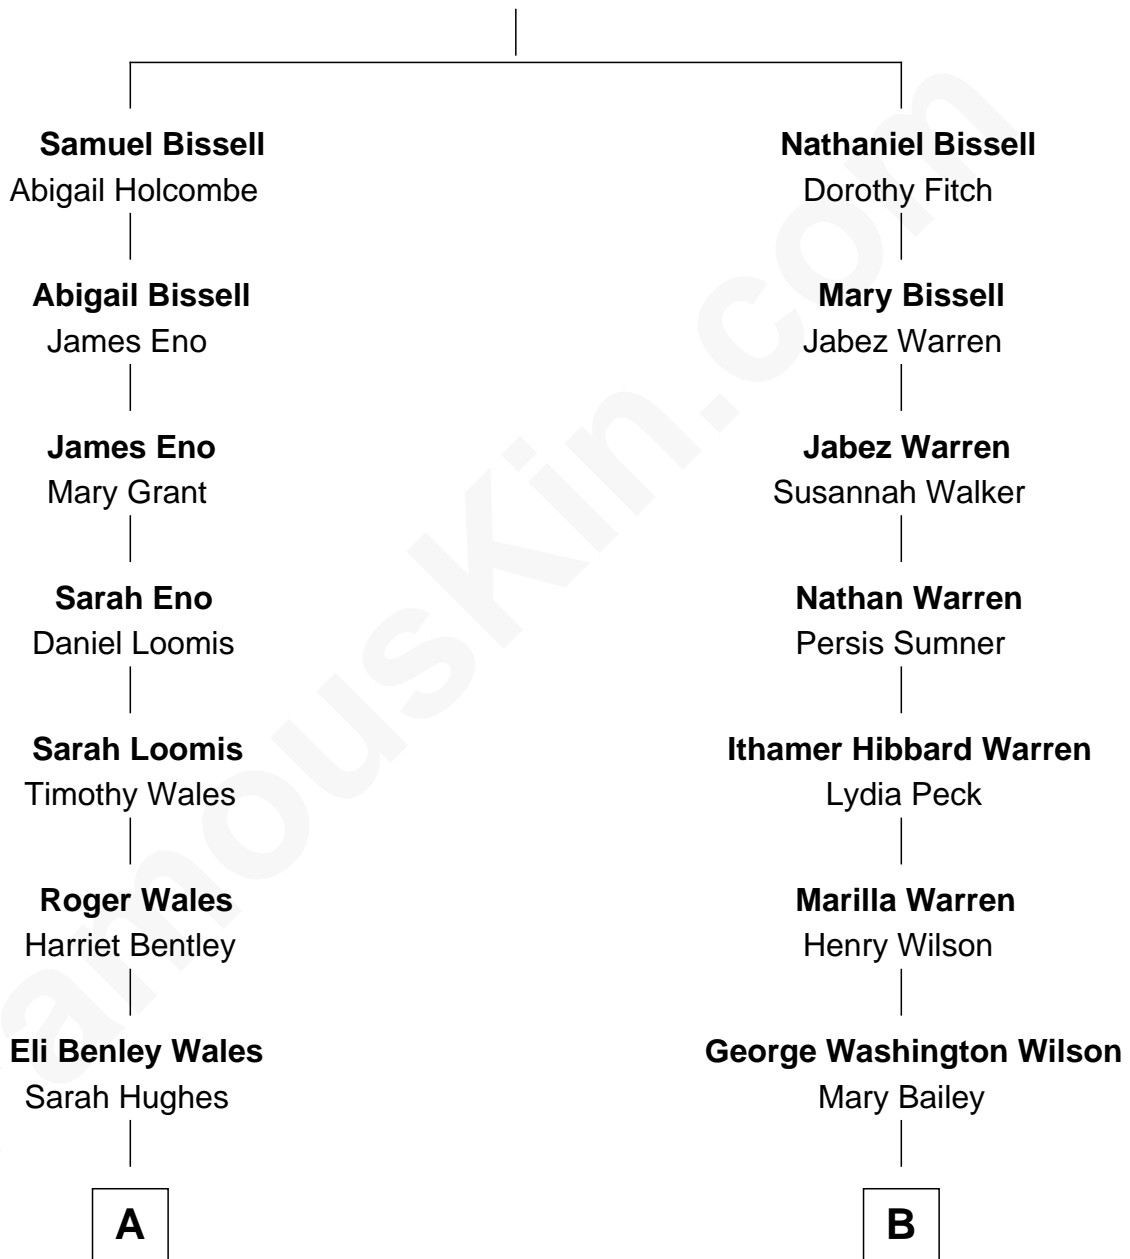 Samuel Bissell
Abigail Holcombe
Abigail Bissell
James Eno
James Eno
Mary Grant
Sarah Eno
Daniel Loomis
Sarah Loomis
Timothy Wales
Roger Wales
Harriet Bentley
Eli Benley Wales
Sarah Hughes
A
Nathaniel Bissell
Dorothy Fitch
Mary Bissell
Jabez Warren
Jabez Warren
Susannah Walker
Nathan Warren
Persis Sumner
Ithamer Hibbard Warren
Lydia Peck
Marilla Warren
Henry Wilson
George Washington Wilson
Mary Bailey
B
amousKin.com